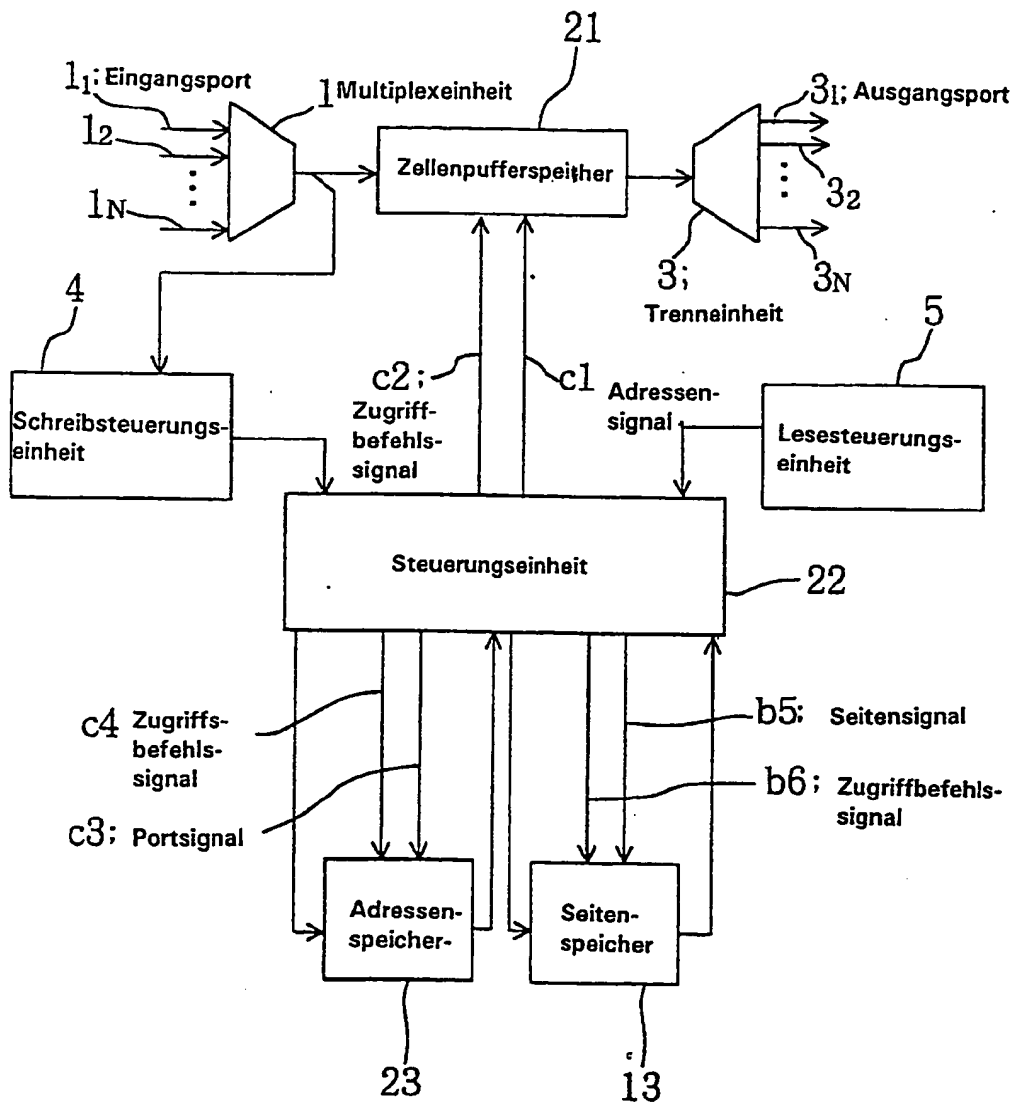 21
1₁; Eingangsport
1 Multiplexeinheit
3₁; Ausgangsport
1₂
Zellenpufferspeicher
3₂
1N
3;
3N
Trenneinheit
4
5
c2;
c1
Zugriff
befehls-
signal
Adressen-
signal
Schreibsteuerungs-
einheit
Lesesteuerungs-
einheit
Steuerungseinheit
22
c4 Zugriffs-
befehls-
signal
b5; Seitensignal
b6; Zugriffbefehls-
signal
c3; Portsignal
Adressen-
speicher-
Seiten-
speicher
23
13